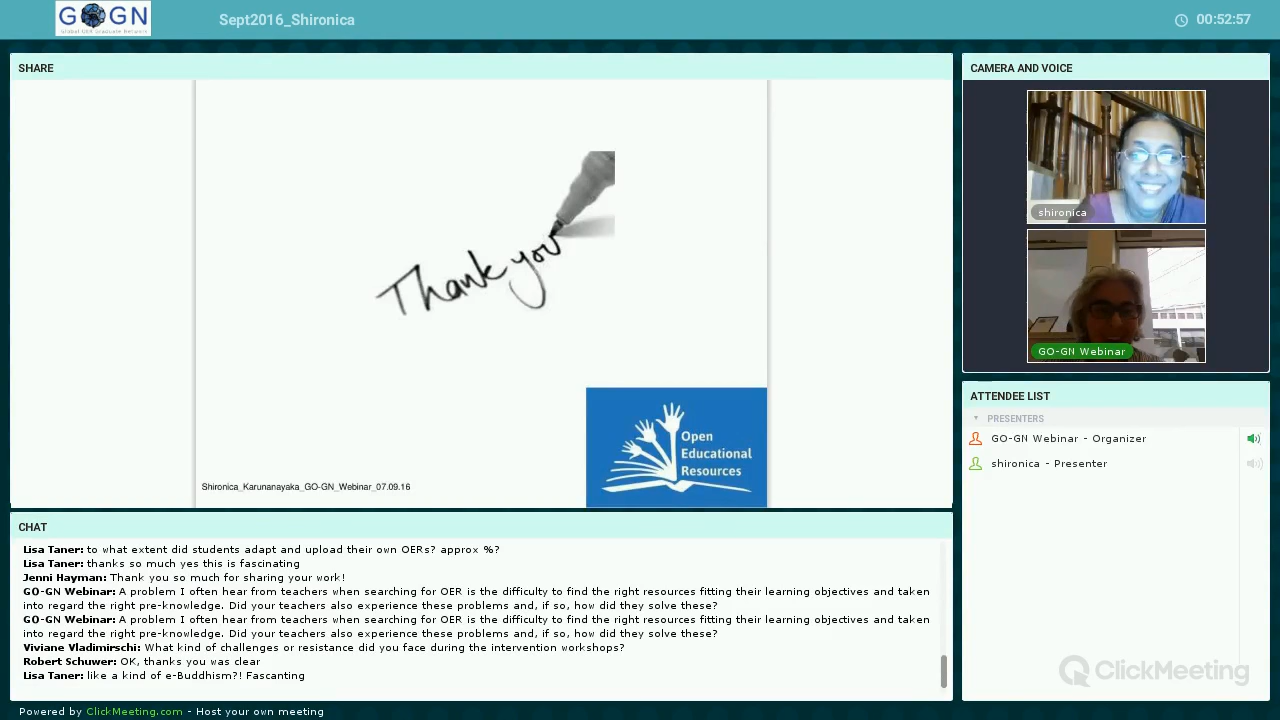 GOGN
Global OER Graduate Network
Sept2016_Shironica
00:52:57
SHARE
Thank you
Open
Educational
Resources
Shironica_Karunanayaka_GO-GN_Webinar_07.09.16
CAMERA AND VOICE
shironica
GO-GN Webinar
ATTENDEE LIST
PRESENTERS
GO-GN Webinar - Organizer
shironica - Presenter
CHAT
Lisa Taner: to what extent did students adapt and upload their own OERs? approx %?
Lisa Taner: thanks so much yes this is fascinating
Jenni Hayman: Thank you so much for sharing your work!
GO-GN Webinar: A problem I often hear from teachers when searching for OER is the difficulty to find the right resources fitting their learning objectives and taken
into regard the right pre-knowledge. Did your teachers also experience these problems and, if so, how did they solve these?
GO-GN Webinar: A problem I often hear from teachers when searching for OER is the difficulty to find the right resources fitting their learning objectives and taken
into regard the right pre-knowledge. Did your teachers also experience these problems and, if so, how did they solve these?
Viviane Vladimirschi: What kind of challenges or resistance did you face during the intervention workshops?
Robert Schuwer: OK, thanks you was clear
Lisa Taner: like a kind of e-Buddhism?! Fascanting
ClickMeeting
Powered by ClickMeeting.com - Host your own meeting